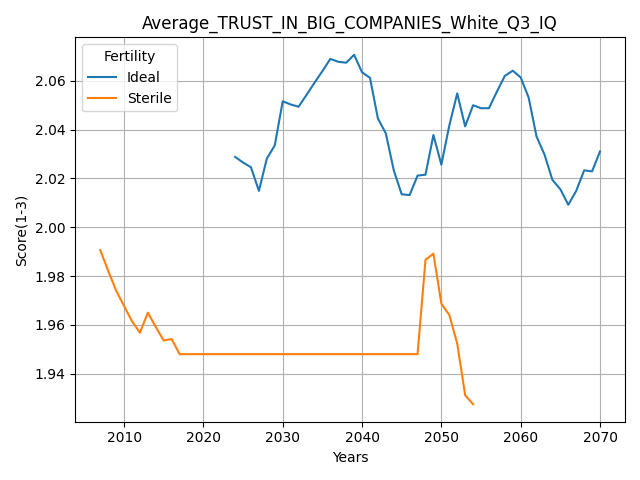 Average_TRUST_IN_BIG_COMPANIES_White_Q3_IQ
Fertility
Ideal
Sterile
Score(1-3)
2.06
2.04
2.02
2.00
1.98
1.96
1.94
2010 2020 2030 2040 2050 2060 2070
Years